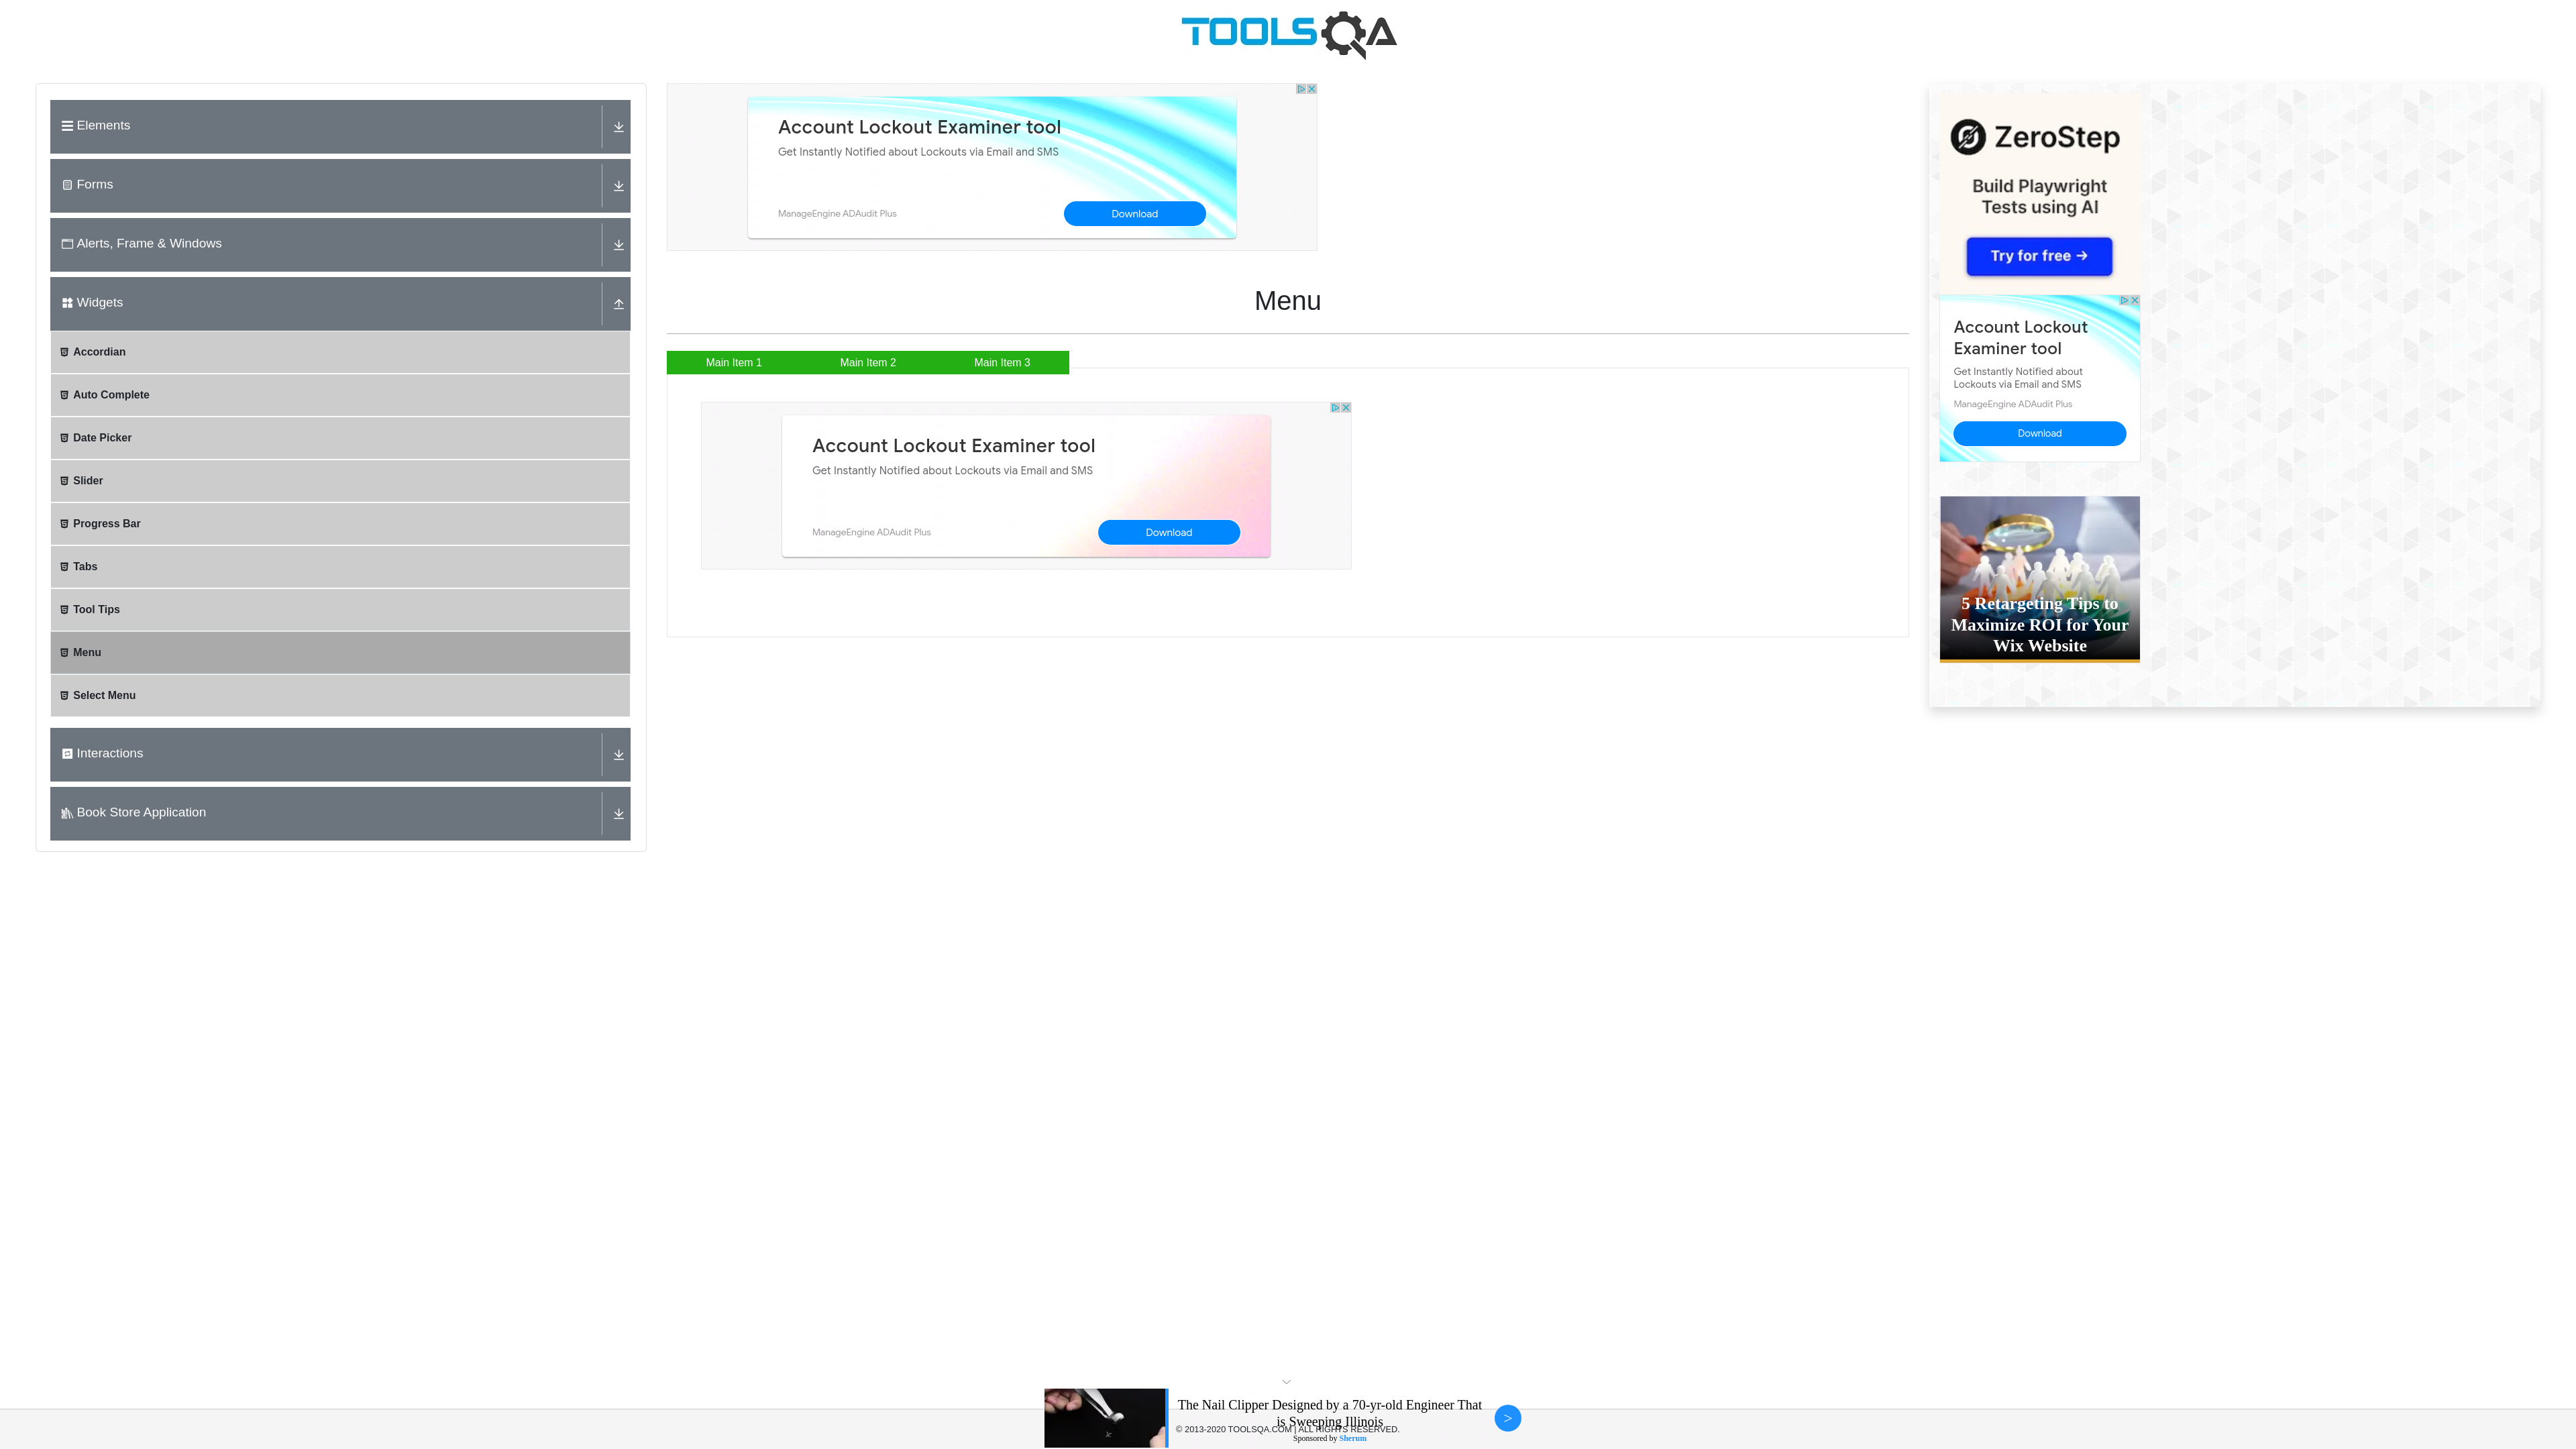 TOOLSQA
Elements
Forms
Alerts, Frame & Windows
Widgets
Accordian
Auto Complete
Date Picker
Slider
Progress Bar
Tabs
Tool Tips
Menu
Select Menu
Interactions
Book Store Application
Account Lockout Examiner tool
Get Instantly Notified about Lockouts via Email and SMS
ManageEngine ADAudit Plus
Download
Menu
Main Item 1
Main Item 2
Main Item 3
Account Lockout Examiner tool
Get Instantly Notified about Lockouts via Email and SMS
ManageEngine ADAudit Plus
Download
ZeroStep
Build Playwright
Tests using AI
Try for free →
Account Lockout
Examiner tool
Get Instantly Notified about
Lockouts via Email and SMS
ManageEngine ADAudit Plus
Download
5 Retargeting Tips to
Maximize ROI for Your
Wix Website
The Nail Clipper Designed by a 70-yr-old Engineer That
is Sweeping Illinois
© 2013-2020 TOOLSQA.COM | ALL RIGHTS RESERVED.
Sponsored by Sherum
>